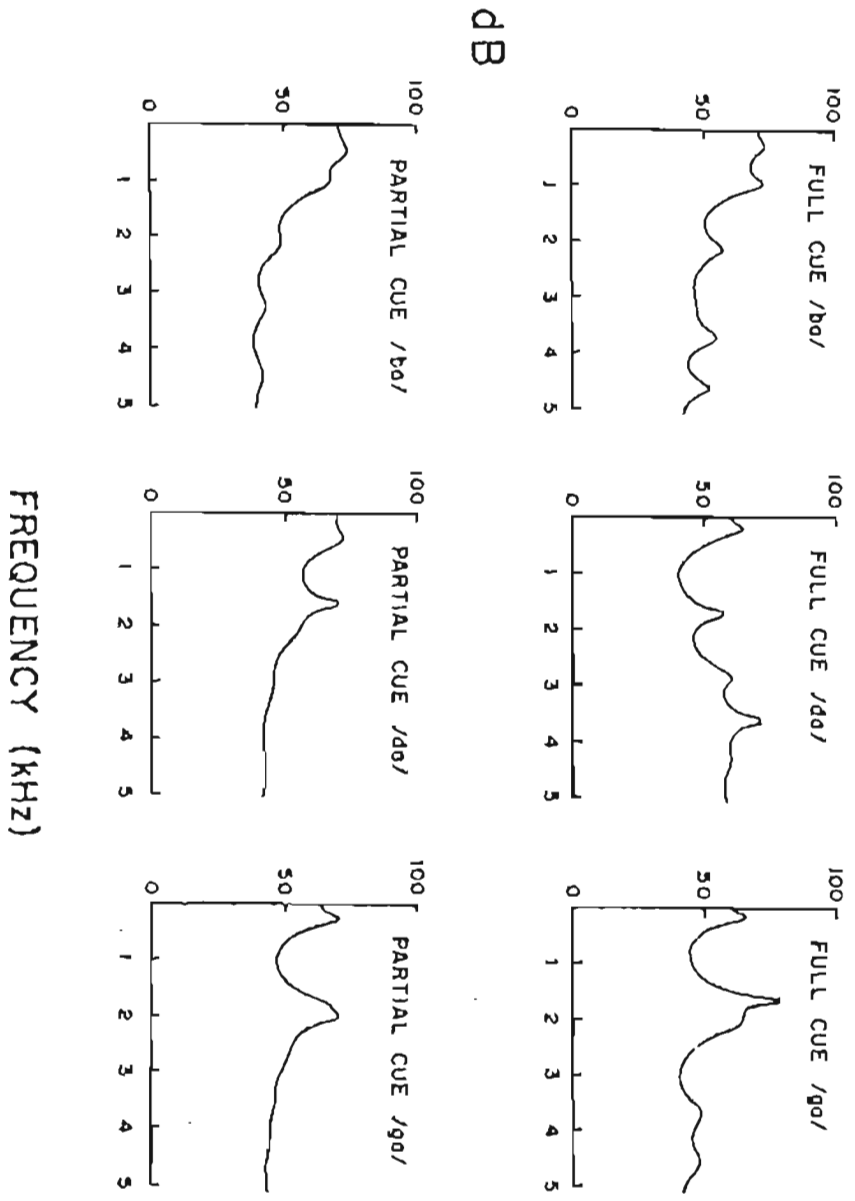 FULL CUE /ba/
100
50
0
1 2 3 4 5
FULL CUE /da/
100
50
0
1 2 3 4 5
FULL CUE /ga/
100
50
0
1 2 3 4 5
dB
PARTIAL CUE /ba/
100
50
0
1 2 3 4 5
PARTIAL CUE /da/
100
50
0
1 2 3 4 5
PARTIAL CUE /ga/
100
50
0
1 2 3 4 5
FREQUENCY (kHz)